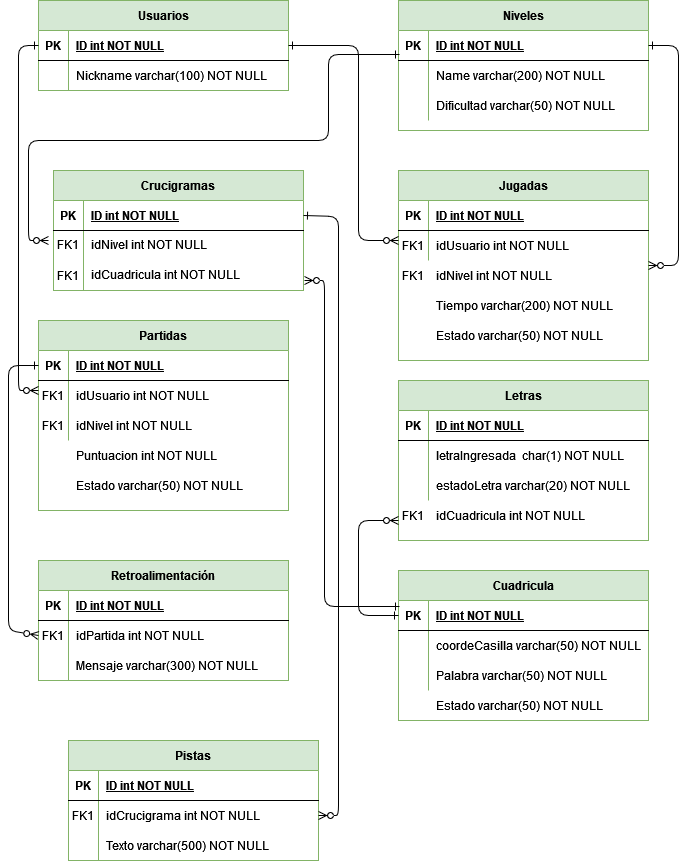 Usuarios
PK ID int NOT NULL
Nickname varchar(100) NOT NULL
Niveles
PK ID int NOT NULL
Name varchar(200) NOT NULL
Dificultad varchar(50) NOT NULL
Crucigramas
PK ID int NOT NULL
FK1 idNivel int NOT NULL
FK1 idCuadricula int NOT NULL
Jugadas
PK ID int NOT NULL
FK1 idUsuario int NOT NULL
FK1 idNivel int NOT NULL
Tiempo varchar(200) NOT NULL
Estado varchar(50) NOT NULL
Partidas
PK ID int NOT NULL
FK1 idUsuario int NOT NULL
FK1 idNivel int NOT NULL
Puntuacion int NOT NULL
Estado varchar(50) NOT NULL
Letras
PK ID int NOT NULL
letraIngresada char(1) NOT NULL
estadoLetra varchar(20) NOT NULL
FK1 idCuadricula int NOT NULL
Retroalimentación
PK ID int NOT NULL
FK1 idPartida int NOT NULL
Mensaje varchar(300) NOT NULL
Cuadricula
PK ID int NOT NULL
coordeCasilla varchar(50) NOT NULL
Palabra varchar(50) NOT NULL
Estado varchar(50) NOT NULL
Pistas
PK ID int NOT NULL
FK1 idCrucigrama int NOT NULL
Texto varchar(500) NOT NULL